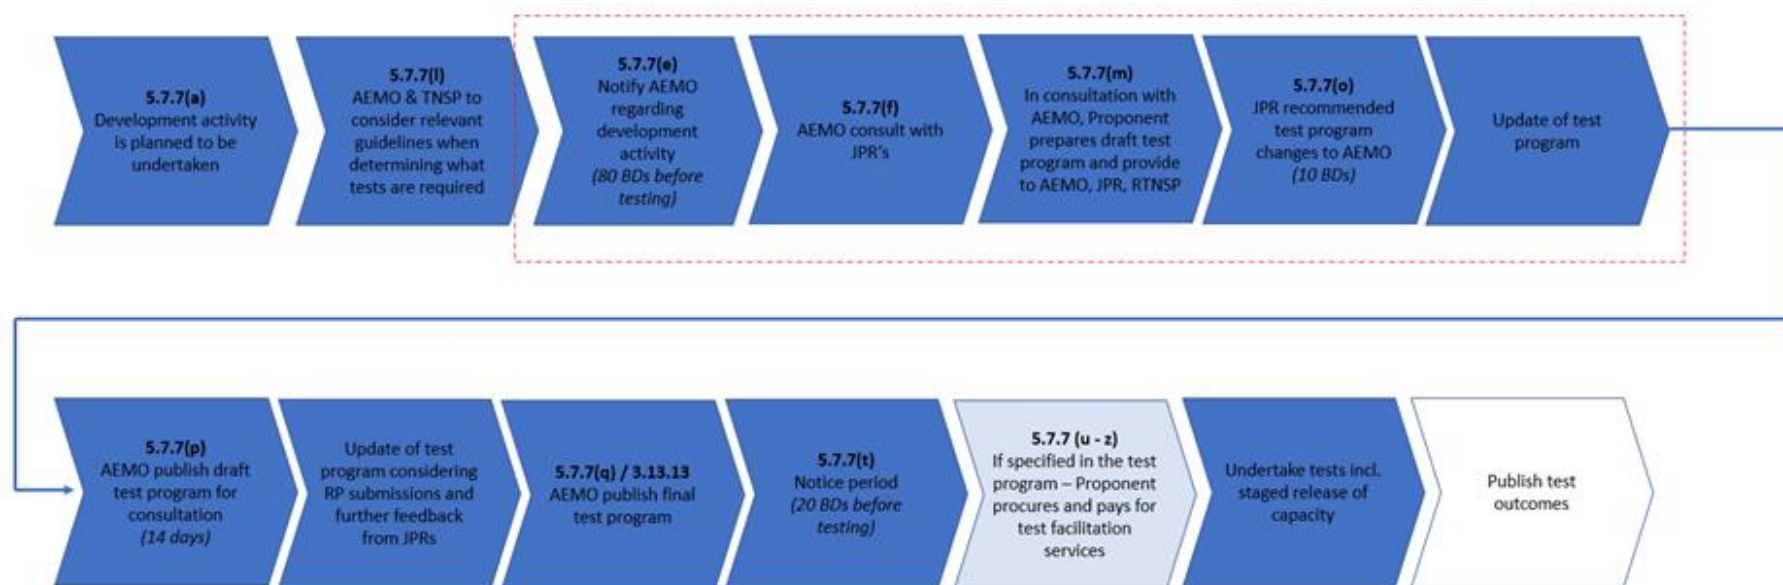 5.7.7(a)
Development activity
is planned to be
undertaken
5.7.7(l)
AEMO & TNSP to
consider relevant
guidelines when
determining what
tests are required
5.7.7(e)
Notify AEMO
regarding
development
activity
(80 BDs before
testing)
5.7.7(f)
AEMO consult with
JPR's
5.7.7(m)
In consultation with
AEMO, Proponent
prepares draft test
program and provide
to AEMO, JPR, RTNSP
5.7.7(o)
JPR recommended
test program
changes to AEMO
(10 BDs)
Update of test
program
5.7.7(p)
AEMO publish draft
test program for
consultation
(14 days)
Update of test
program considering
RP submissions and
further feedback
from JPRs
5.7.7(q) / 3.13.13
AEMO publish final
test program
5.7.7(t)
Notice period
(20 BDs before
testing)
5.7.7 (u - z)
If specified in the test
program – Proponent
procures and pays for
test facilitation
services
Undertake tests incl.
staged release of
capacity
Publish test
outcomes